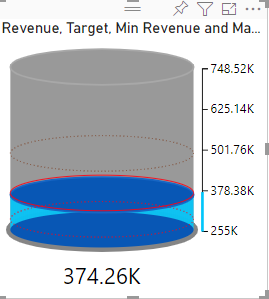 Revenue, Target, Min Revenue and Ma...
748.52K
625.14K
501.76K
378.38K
255K
374.26K